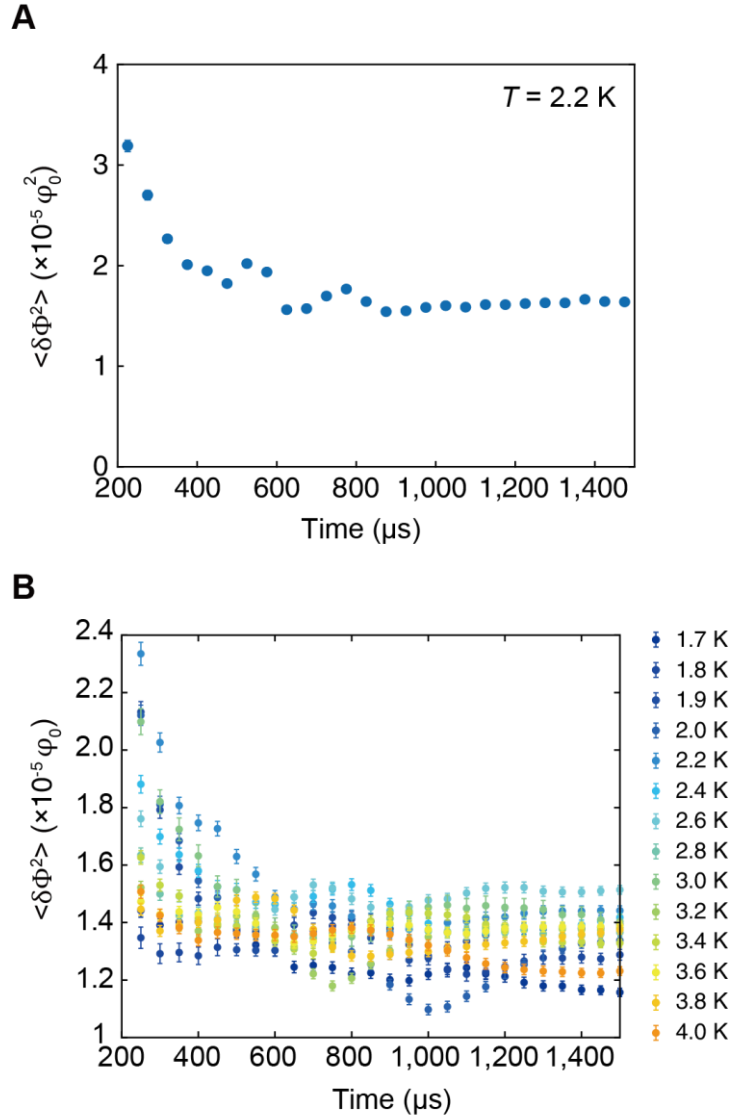 A
4
3
2
1
0
<δΦ²> (×10⁻⁵ φ₀²)
T = 2.2 K
200 400 600 800 1,000 1,200 1,400
Time (µs)
B
2.4
2.2
2.0
1.8
1.6
1.4
1.2
1
<δΦ²> (×10⁻⁵ φ₀)
200 400 600 800 1,000 1,200 1,400
Time (µs)
1.7 K
1.8 K
1.9 K
2.0 K
2.2 K
2.4 K
2.6 K
2.8 K
3.0 K
3.2 K
3.4 K
3.6 K
3.8 K
4.0 K